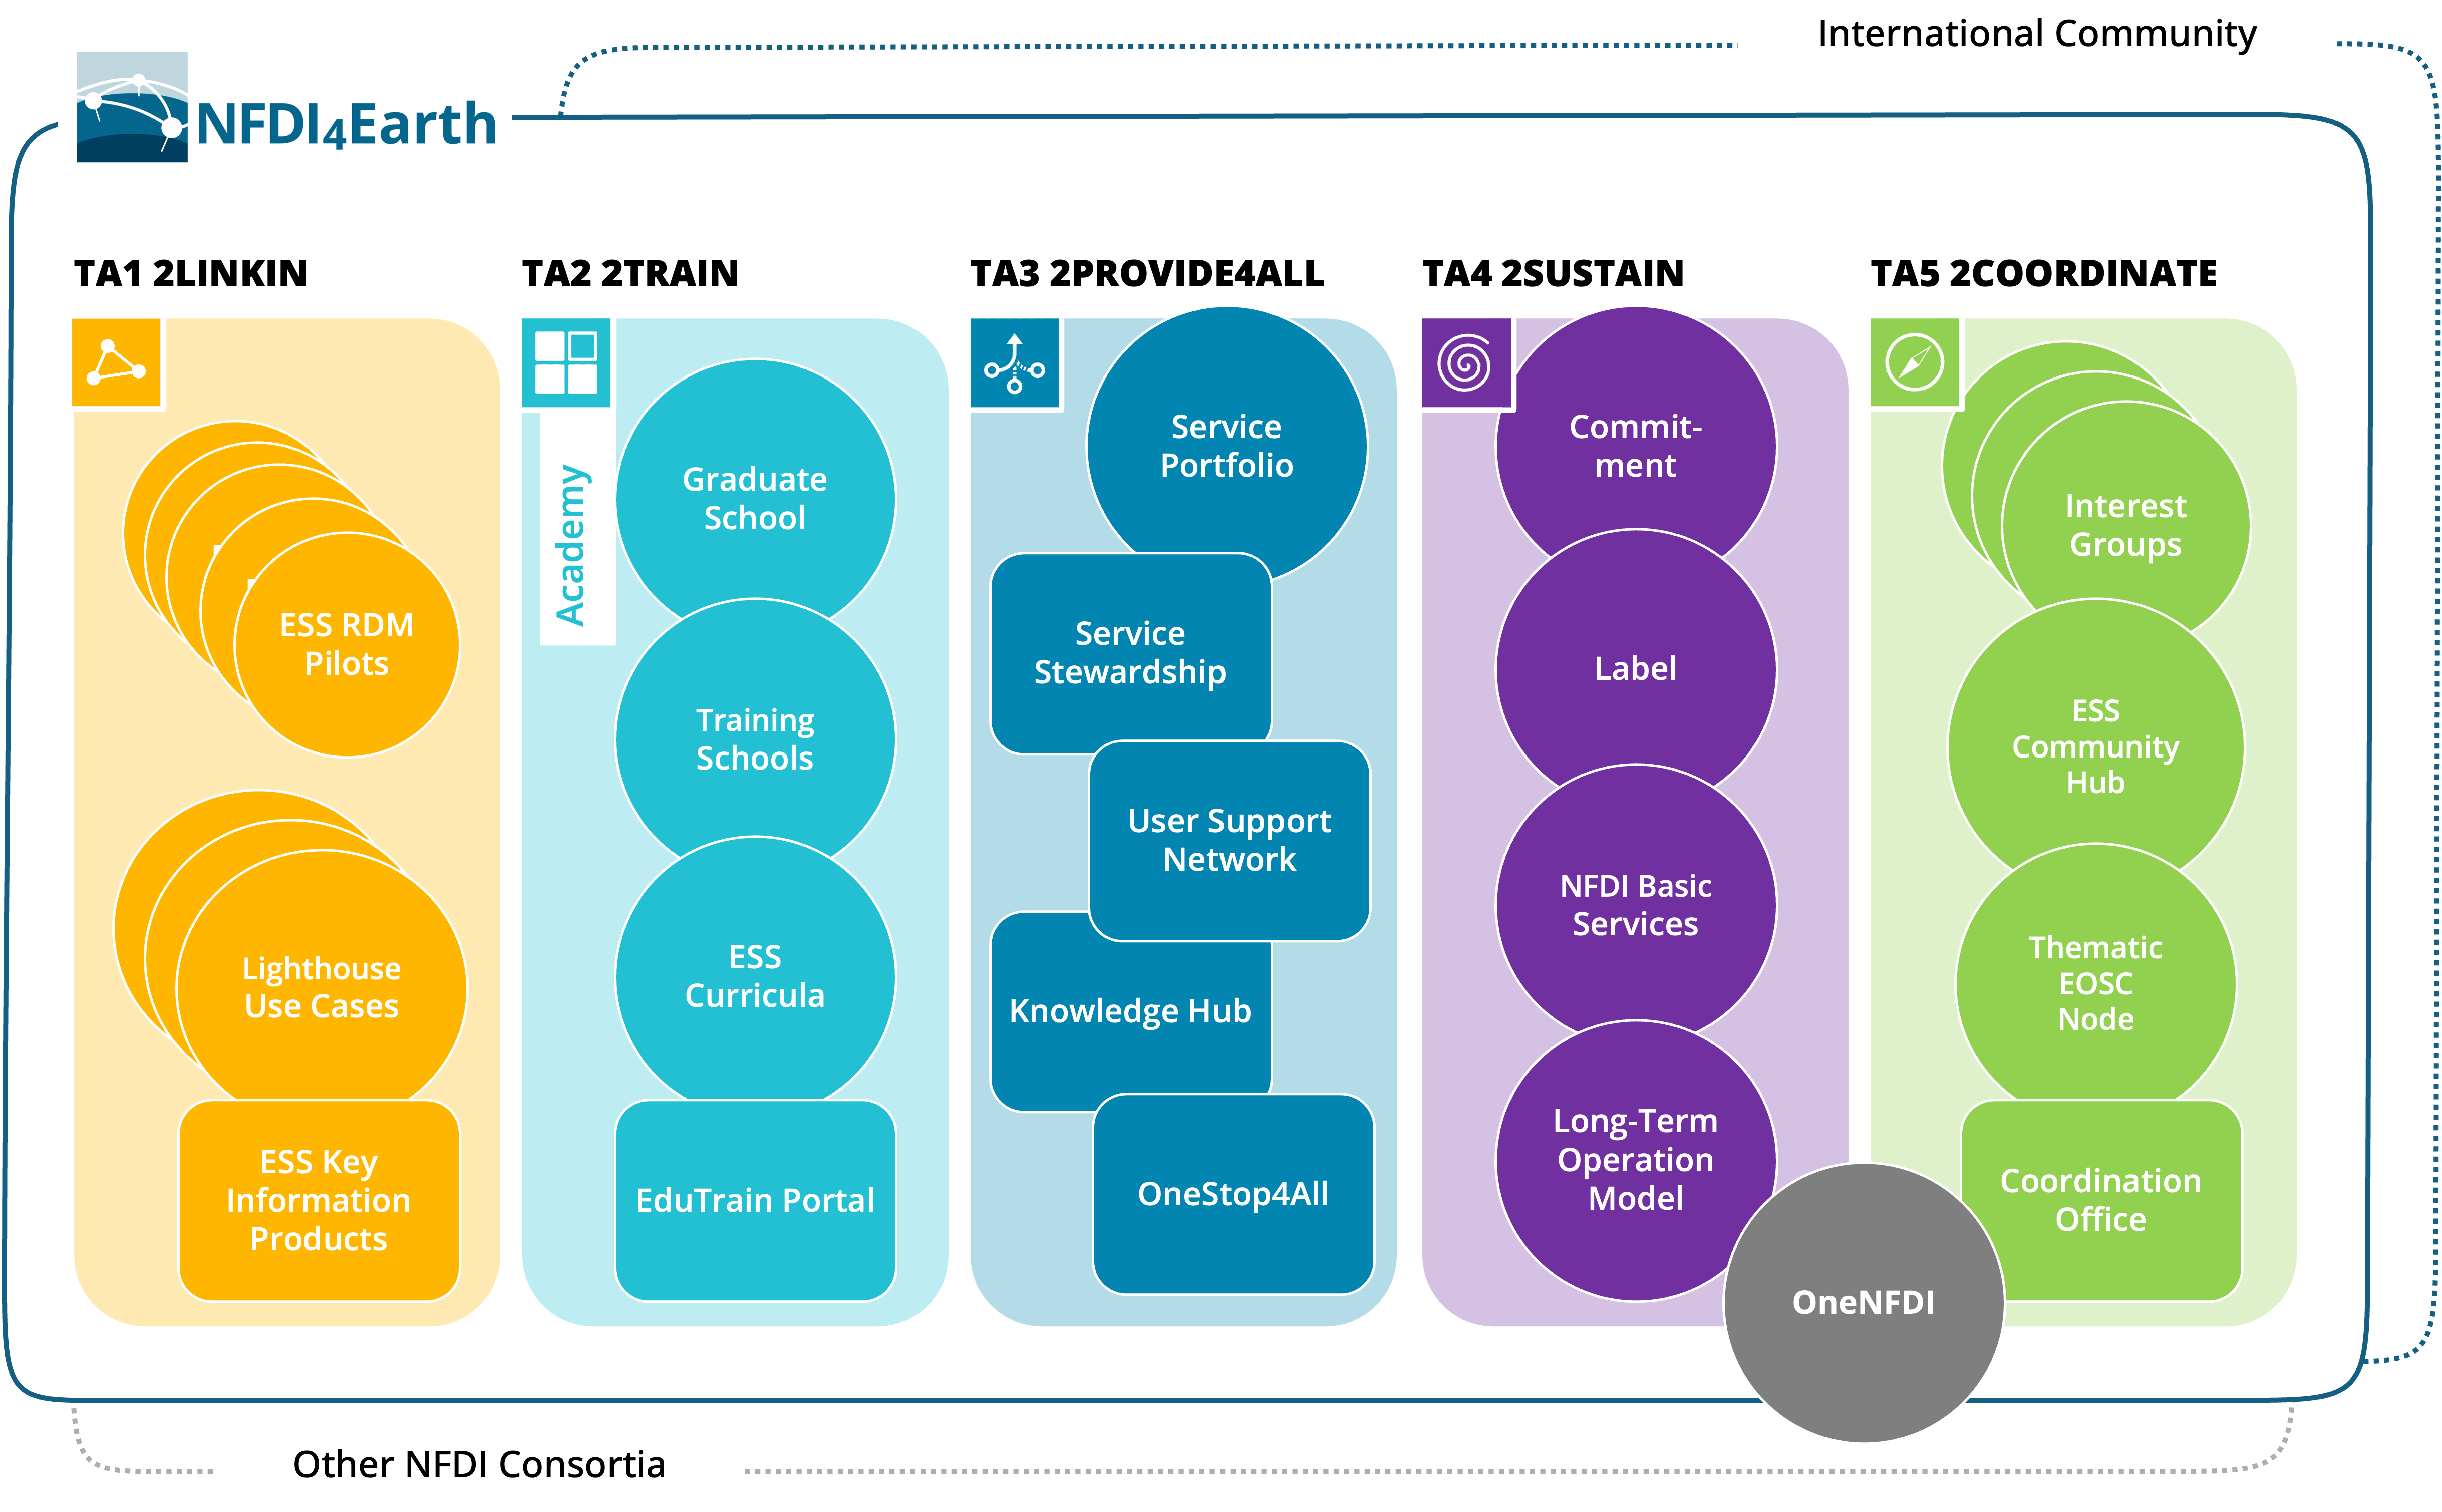 International Community
NFDI4Earth
TA1 2LINKIN
TA2 2TRAIN
TA3 2PROVIDE4ALL
TA4 2SUSTAIN
TA5 2COORDINATE
ESS RDM
Pilots
Lighthouse
Use Cases
ESS Key
Information
Products
Academy
Graduate
School
Training
Schools
ESS
Curricula
EduTrain Portal
Service
Portfolio
Service
Stewardship
User Support
Network
Knowledge Hub
OneStop4All
Commit-
ment
Label
NFDI Basic
Services
Long-Term
Operation
Model
Interest
Groups
ESS
Community
Hub
Thematic
EOSC
Node
Coordination
Office
OneNFDI
Other NFDI Consortia